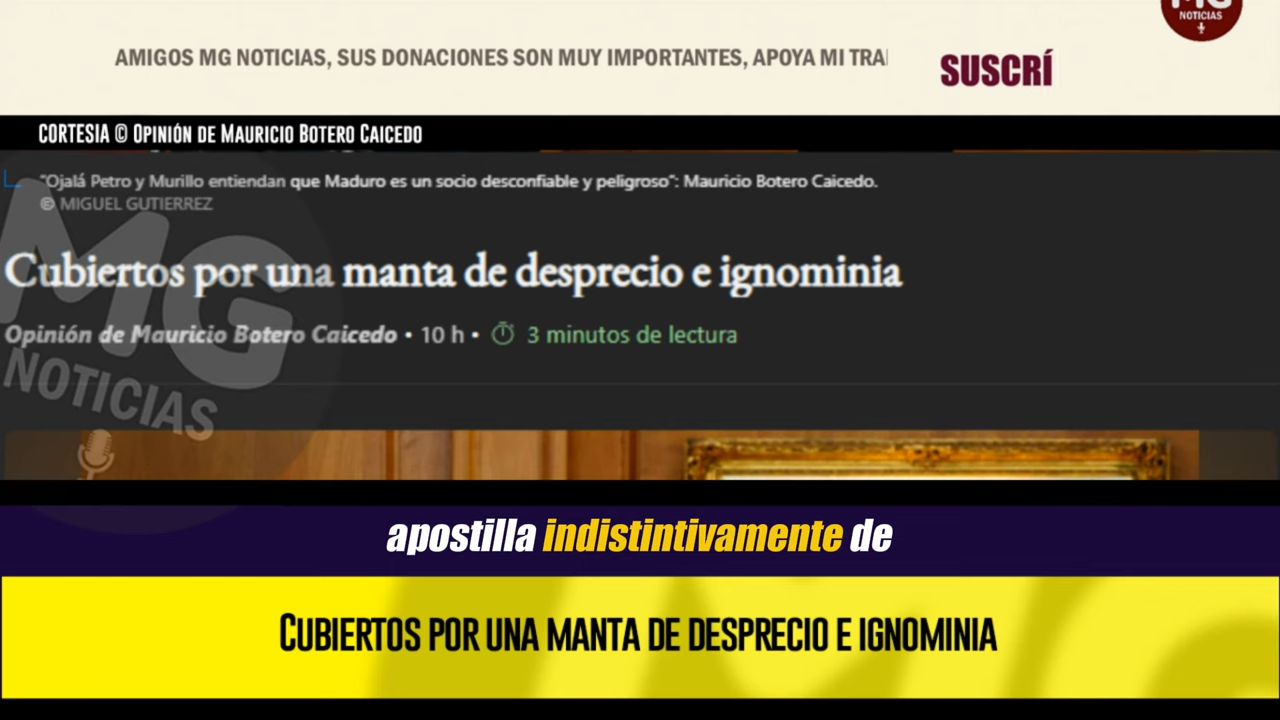 NOTICIAS
AMIGOS MG NOTICIAS, SUS DONACIONES SON MUY IMPORTANTES, APOYA MI
SUSCRÍ
CORTESIA © OPINIÓN DE MAURICIO BOTERO CAICEDO
"Ojalá Petro y Murillo entiendan que Maduro es un socio desconfiable y peligroso": Mauricio Botero Caicedo.
© MIGUEL GUTIERREZ
Cubiertos por una manta de desprecio e ignominia
Opinión de Mauricio Botero Caicedo • 10 h • 3 minutos de lectura
MG
NOTICIAS
apostilla indistintivamente de
CUBIERTOS POR UNA MANTA DE DESPRECIO E IGNOMINIA